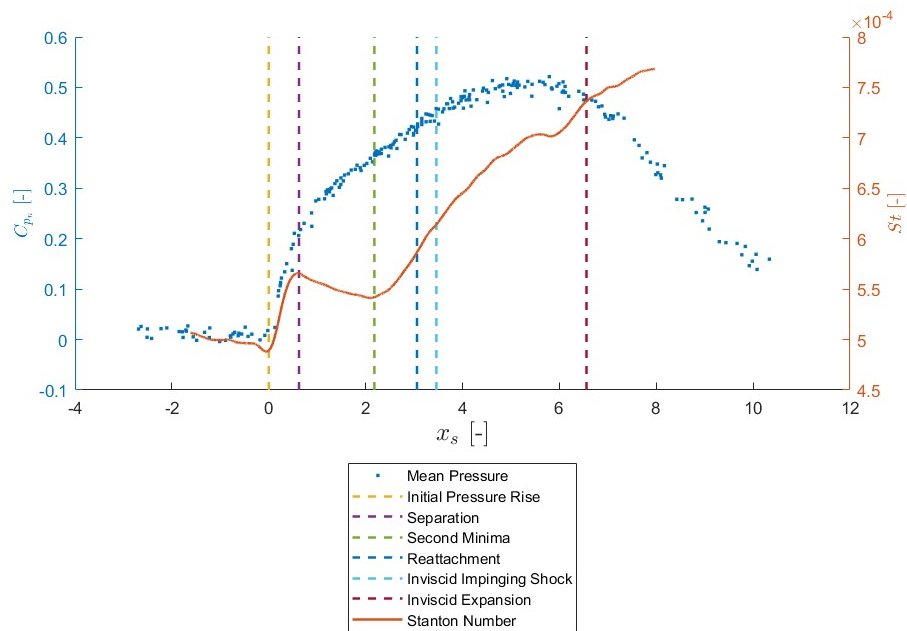 ×10⁻⁴
0.6
0.5
0.4
0.3
0.2
0.1
0
-0.1
8
7.5
7
6.5
6
5.5
5
4.5
C_{p_n} [-]
St [-]
-4 -2 0 2 4 6 8 10 12
x_s [-]
Mean Pressure
Initial Pressure Rise
Separation
Second Minima
Reattachment
Inviscid Impinging Shock
Inviscid Expansion
Stanton Number